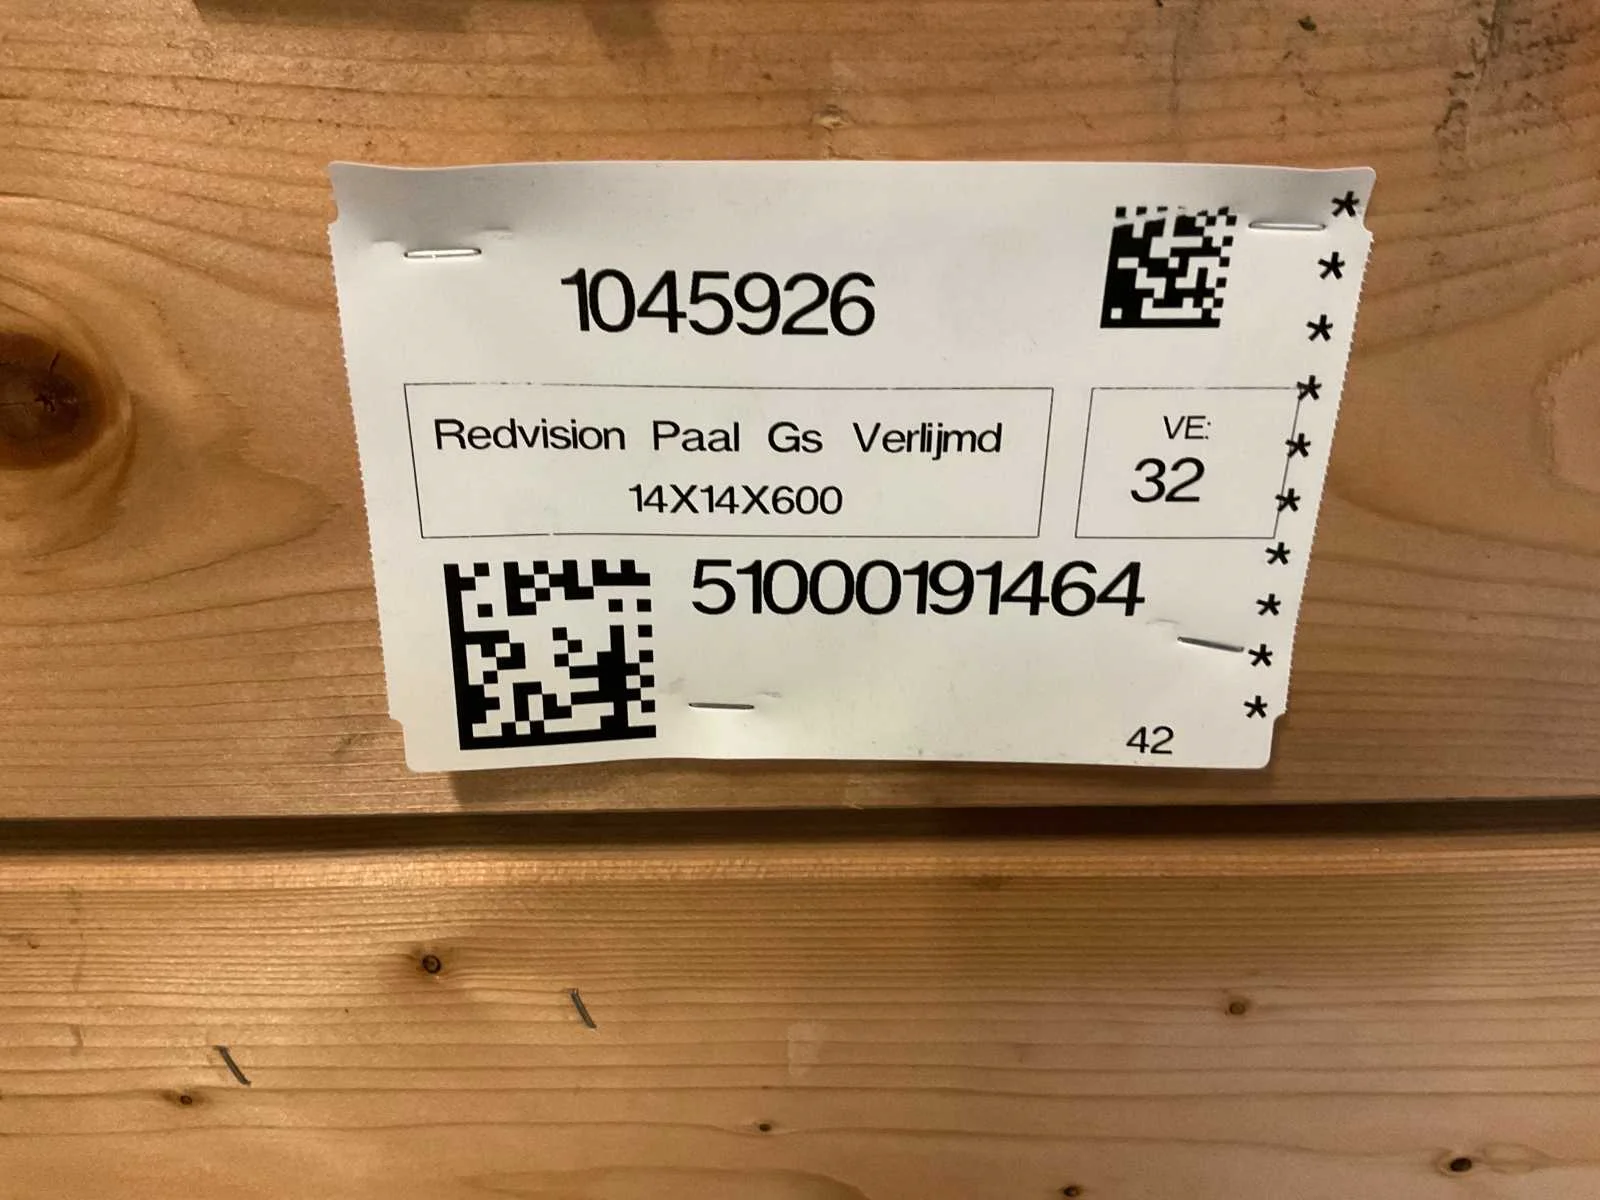 1045926
Redvision Paal Gs Verlijmd
14X14X600
VE:
32
51000191464
42
* * * * * * * * * *